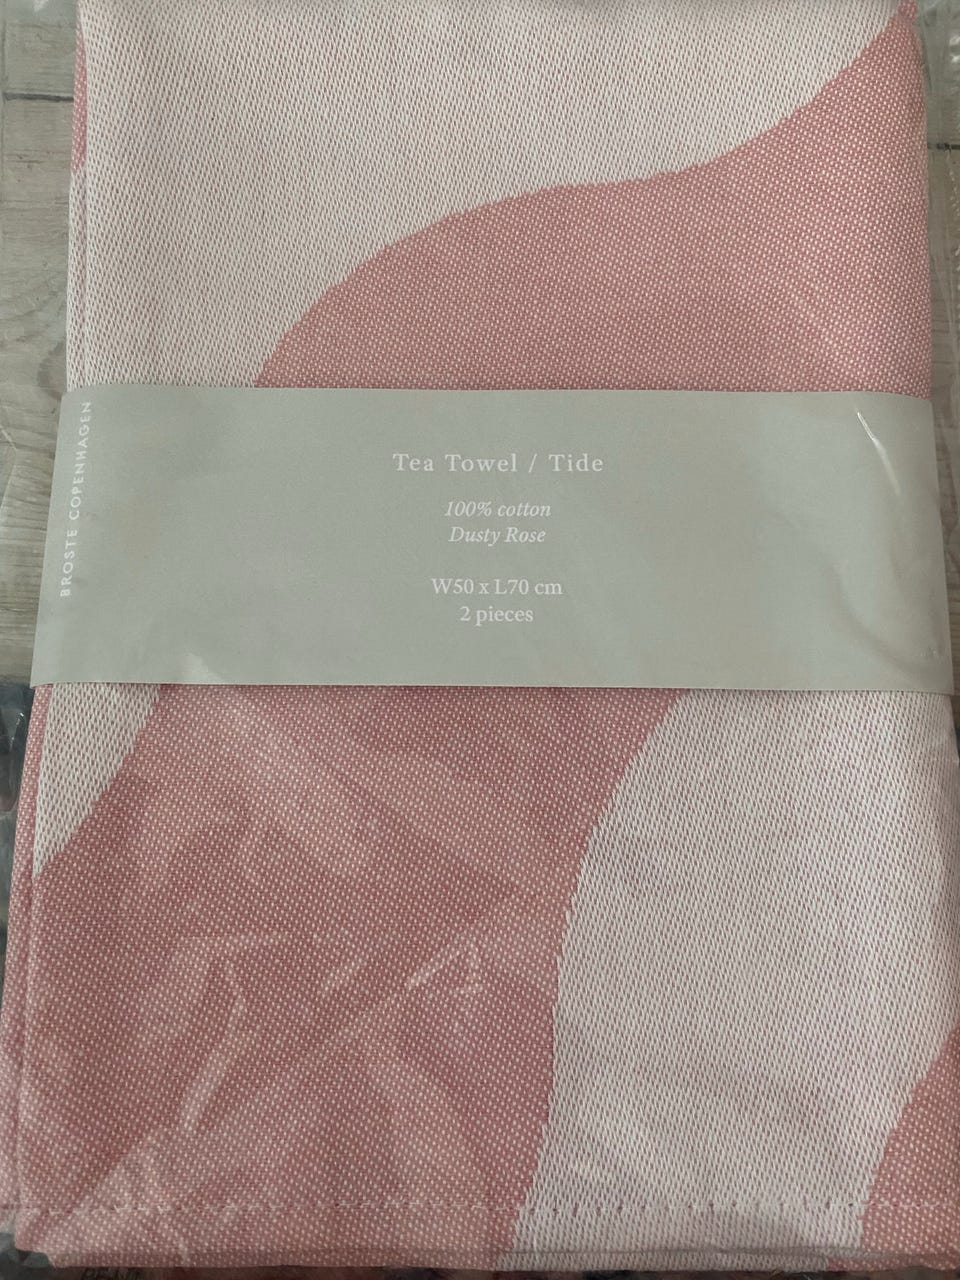 BROSTE COPENHAGEN
Tea Towel / Tide
100% cotton
Dusty Rose
W50 x L70 cm
2 pieces